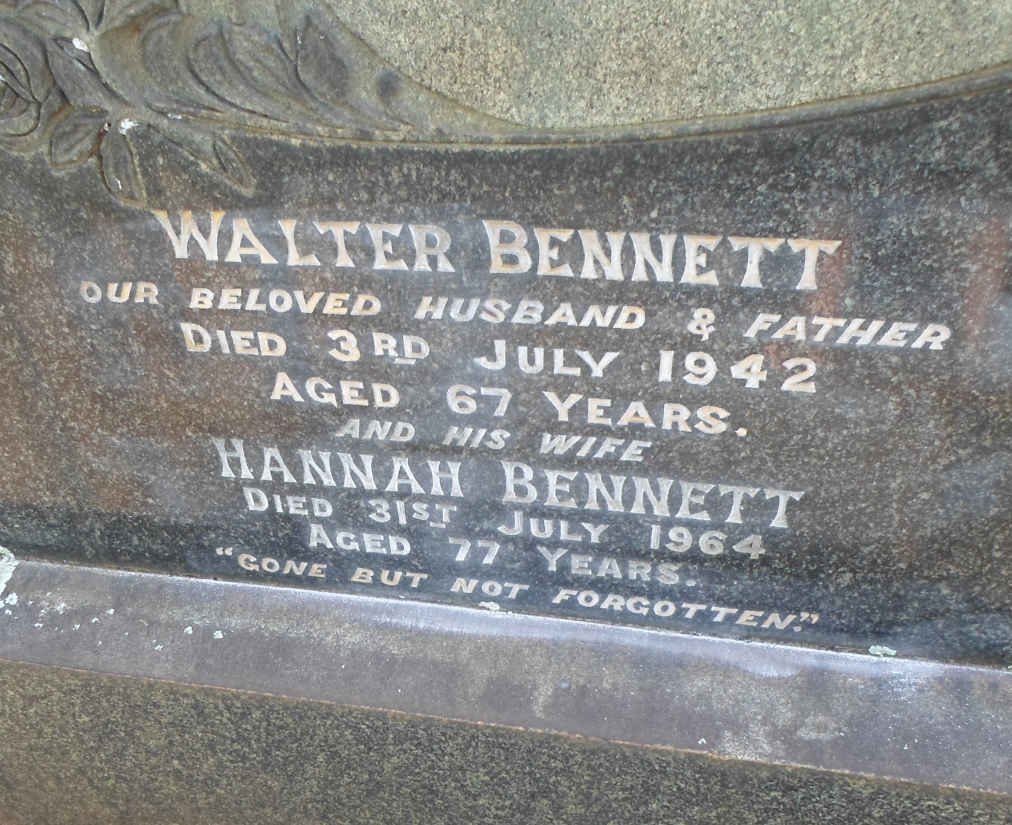 WALTER BENNETT
OUR BELOVED HUSBAND & FATHER
DIED 3RD JULY 1942
AGED 67 YEARS.
AND HIS WIFE
HANNAH BENNETT
DIED 31ST JULY 1964
AGED 77 YEARS.
"GONE BUT NOT FORGOTTEN."